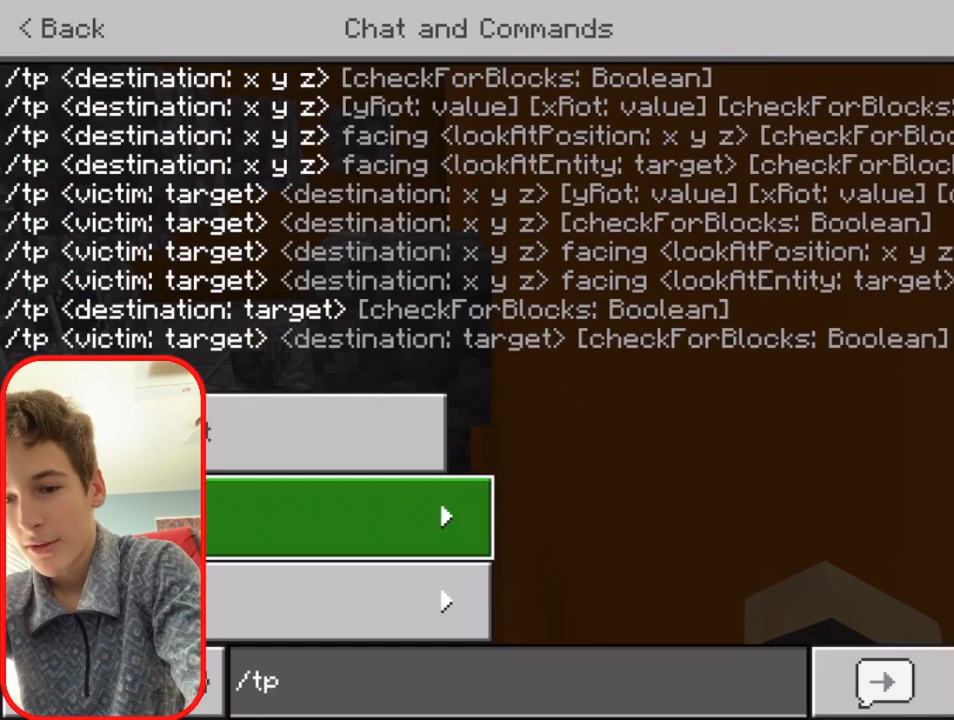 < Back
Chat and Commands
/tp <destination: x y z> [checkForBlocks: Boolean]
/tp <destination: x y z> [yRot: value] [xRot: value] [checkForBlocks:
/tp <destination: x y z> facing <lookAtPosition: x y z> [checkForBloc
/tp <destination: x y z> facing <lookAtEntity: target> [checkForBlock
/tp <victim: target> <destination: x y z> [yRot: value] [xRot: value] [c
/tp <victim: target> <destination: x y z> [checkForBlocks: Boolean]
/tp <victim: target> <destination: x y z> facing <lookAtPosition: x y z
/tp <victim: target> <destination: x y z> facing <lookAtEntity: target>
/tp <destination: target> [checkForBlocks: Boolean]
/tp <victim: target> <destination: target> [checkForBlocks: Boolean]
/tp